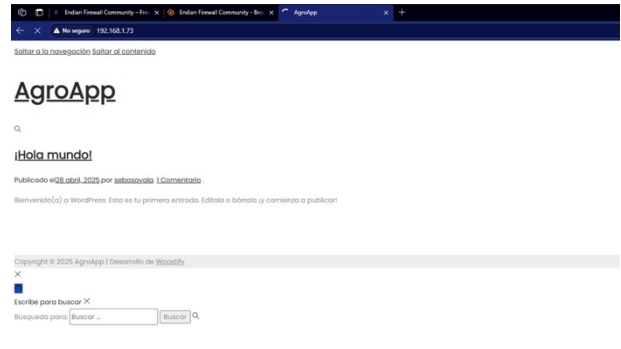 Endian Firewall Community – Fre
Endian Firewall Community – Bro
AgroApp
No seguro 192.168.1.73
Saltar a la navegación Saltar al contenido
AgroApp
¡Hola mundo!
Publicado el28 abril, 2025 por sebasayala. 1 Comentario .
Bienvenido(a) a WordPress. Esta es tu primera entrada. Edítala o bórrala ¡y comienza a publicar!
Copyright © 2025 AgroApp | Desarrollo de Woostify
Escribe para buscar
Búsqueda para: Buscar … Buscar